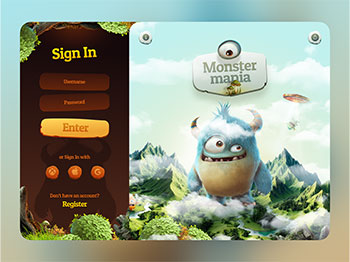 Sign In
Username
Password
Enter
or Sign In with
Don't have an account?
Register
Monster
mania